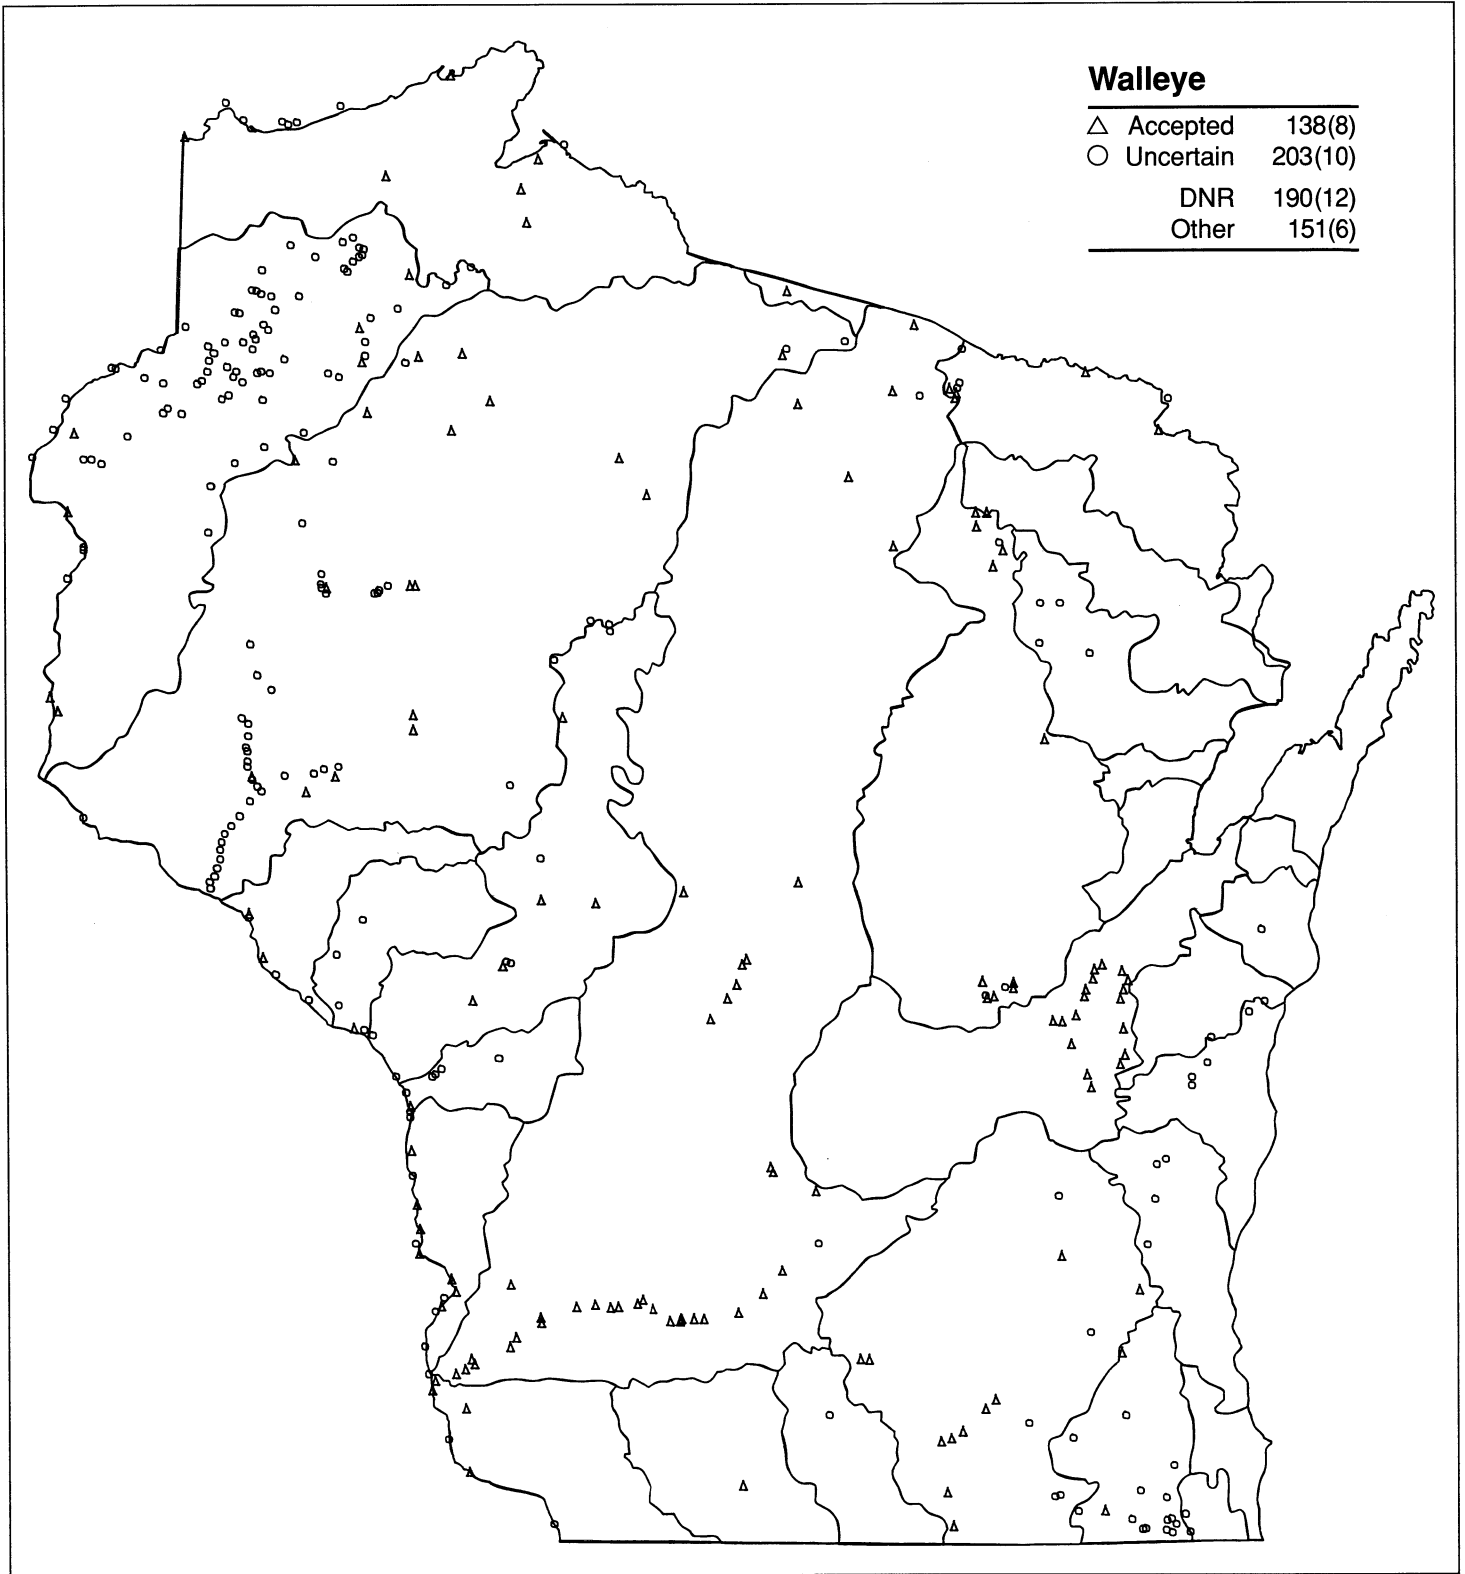 Walleye
△ Accepted 138(8)
○ Uncertain 203(10)
DNR 190(12)
Other 151(6)